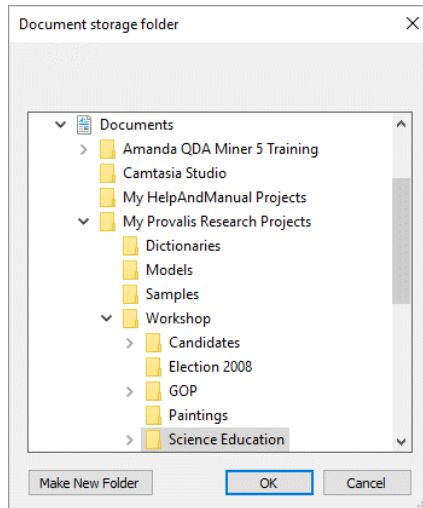 Document storage folder
Documents
Amanda QDA Miner 5 Training
Camtasia Studio
My HelpAndManual Projects
My Provalis Research Projects
Dictionaries
Models
Samples
Workshop
Candidates
Election 2008
GOP
Paintings
Science Education
Make New Folder OK Cancel